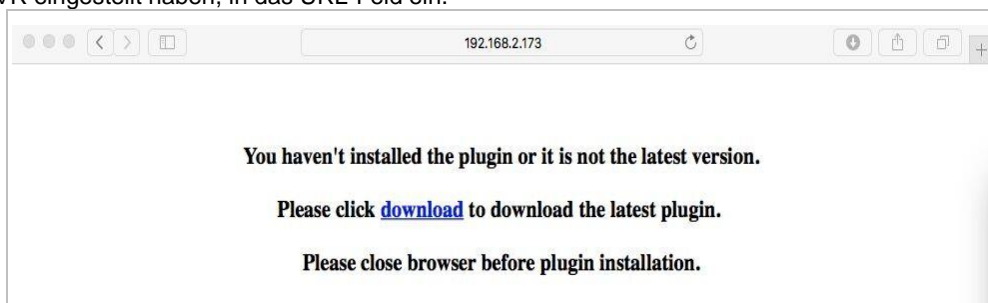 eingestellt haben, in das URL-Feld ein.
192.168.2.173
You haven't installed the plugin or it is not the latest version.
Please click download to download the latest plugin.
Please close browser before plugin installation.